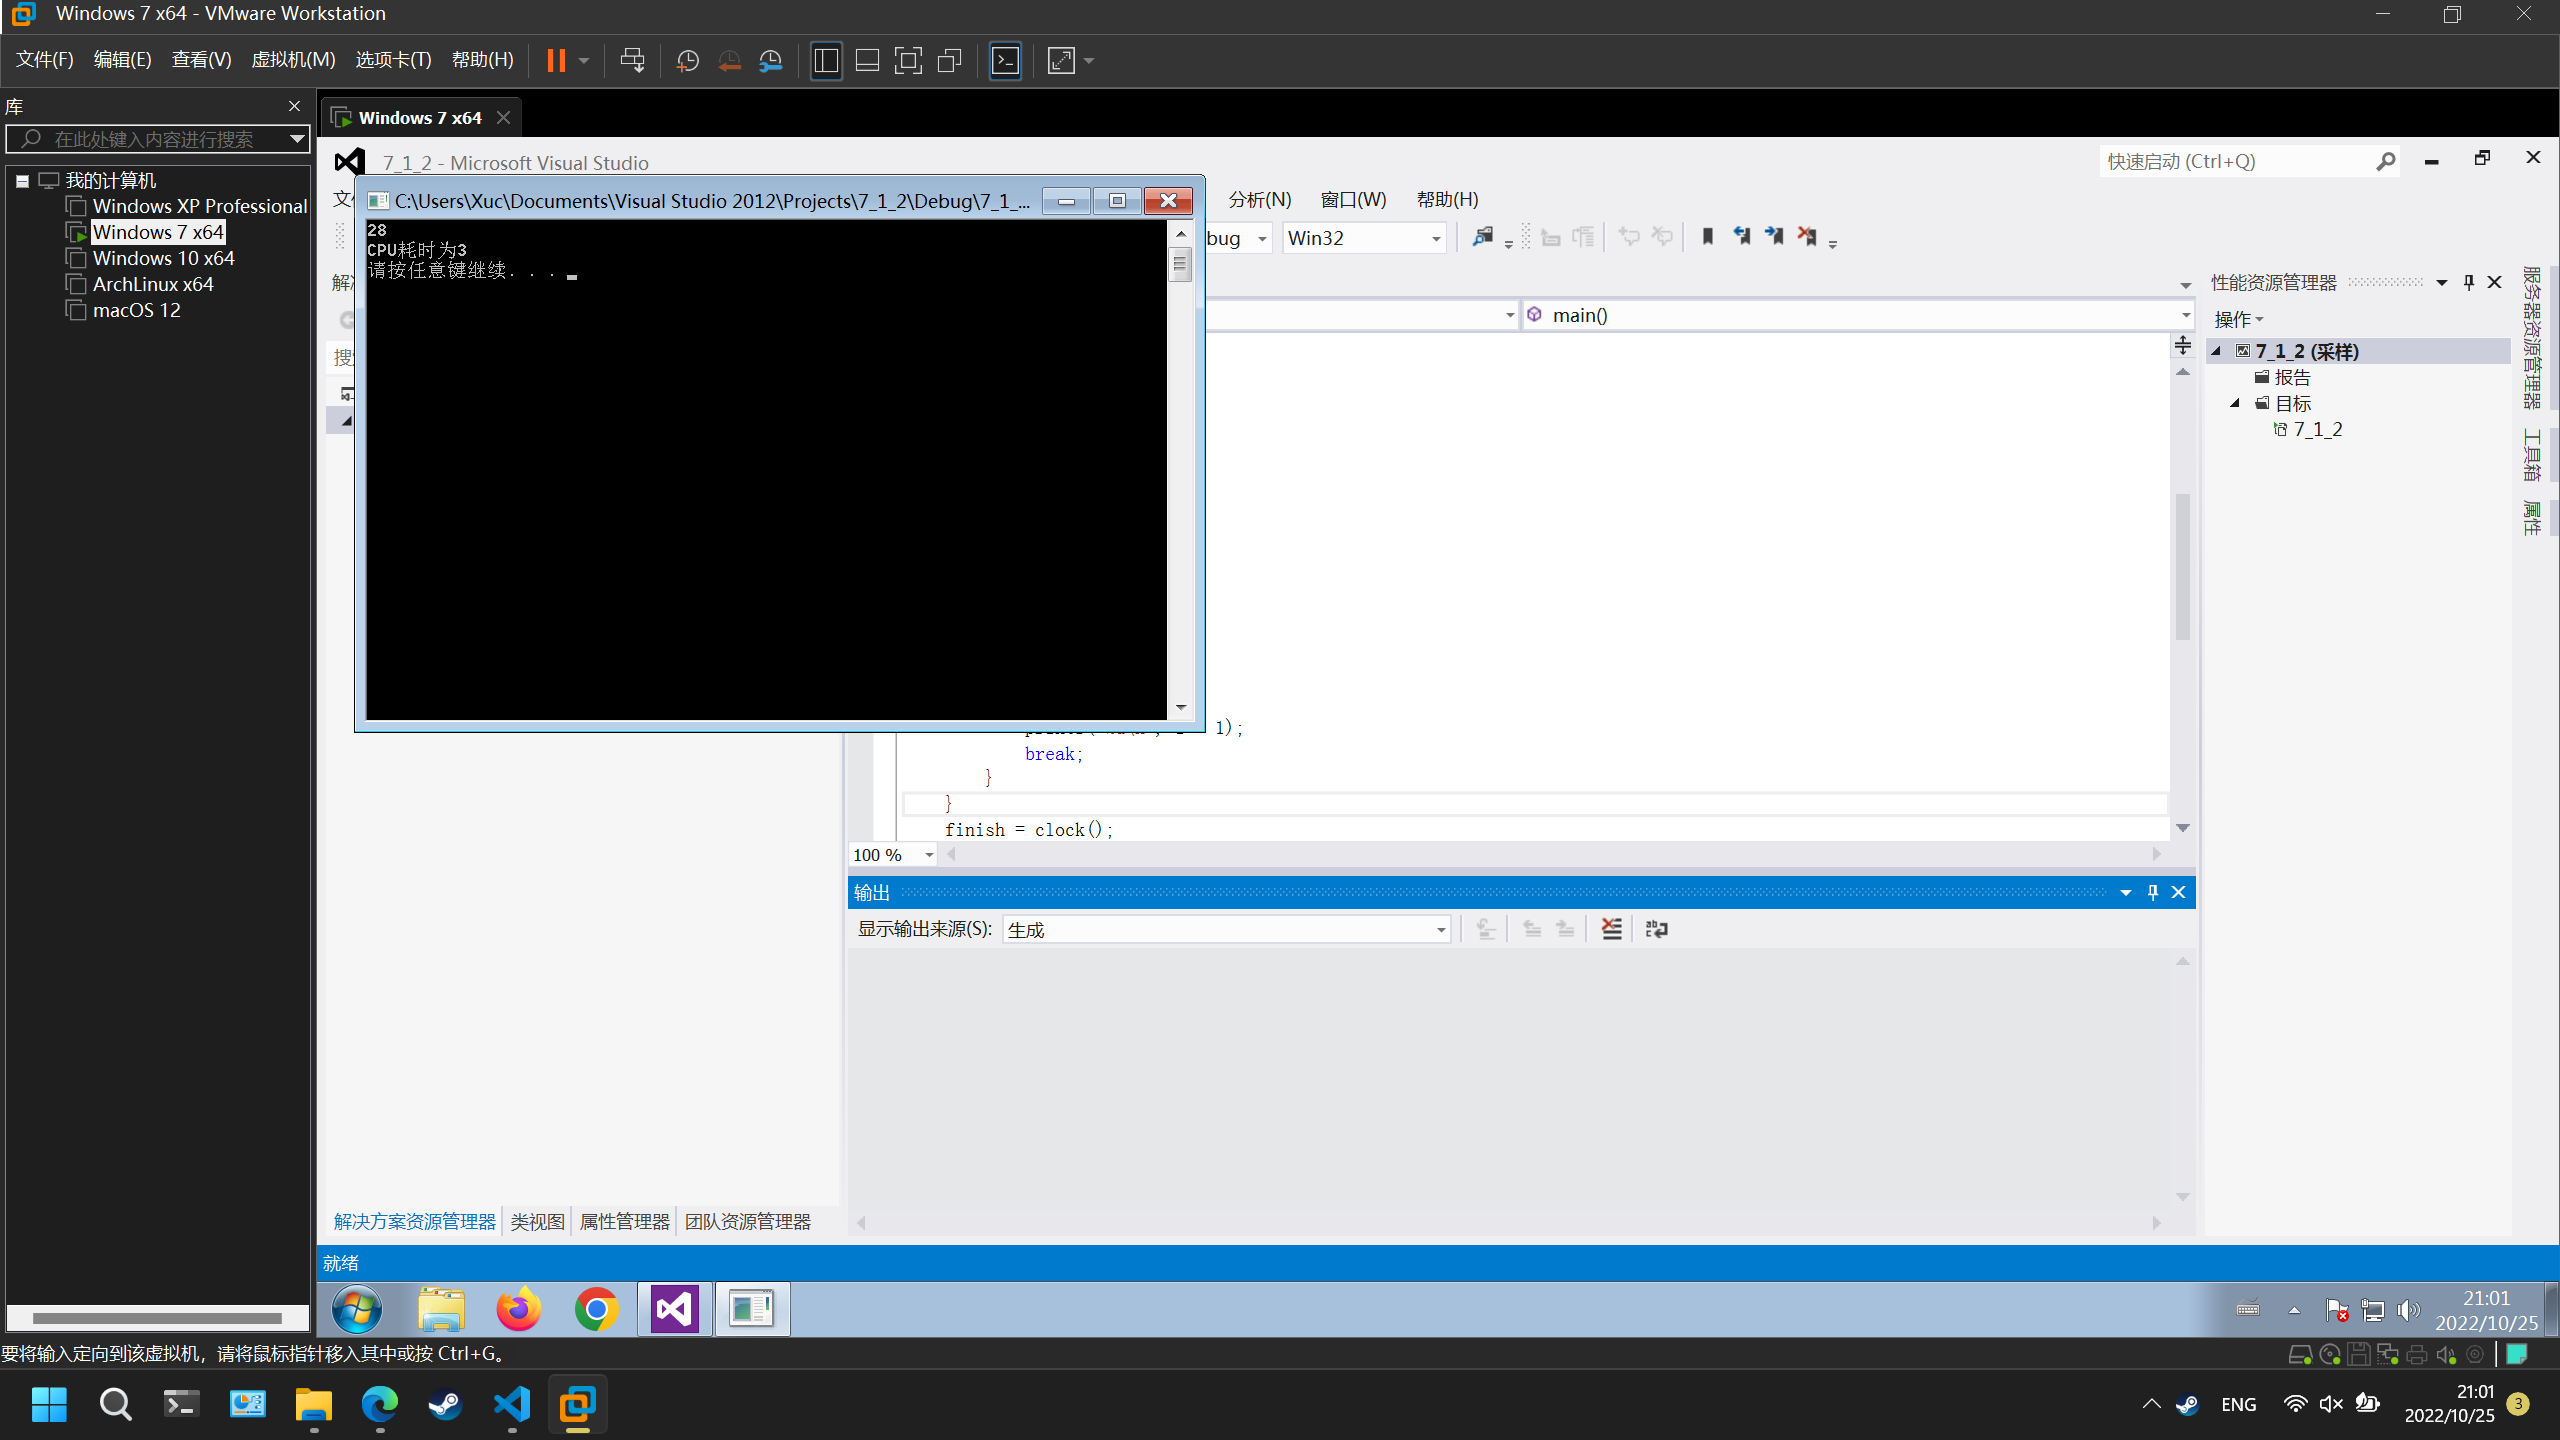 Windows 7 x64 - VMware Workstation
文件(F) 编辑(E) 查看(V) 虚拟机(M) 选项卡(T) 帮助(H)
库
在此处键入内容进行搜索
我的计算机
Windows XP Professional
Windows 7 x64
Windows 10 x64
ArchLinux x64
macOS 12
Windows 7 x64
7_1_2 - Microsoft Visual Studio
快速启动 (Ctrl+Q)
分析(N) 窗口(W) 帮助(H)
bug Win32
C:\Users\Xuc\Documents\Visual Studio 2012\Projects\7_1_2\Debug\7_1_...
28
CPU耗时为3
请按任意键继续. . .
main()
1);
break;
}
}
finish = clock();
100 %
输出
显示输出来源(S): 生成
性能资源管理器
操作
7_1_2 (采样)
报告
目标
7_1_2
服务器资源管理器
工具箱
属性
解决方案资源管理器 类视图 属性管理器 团队资源管理器
就绪
21:01
2022/10/25
要将输入定向到该虚拟机，请将鼠标指针移入其中或按 Ctrl+G。
ENG
21:01
2022/10/25
3